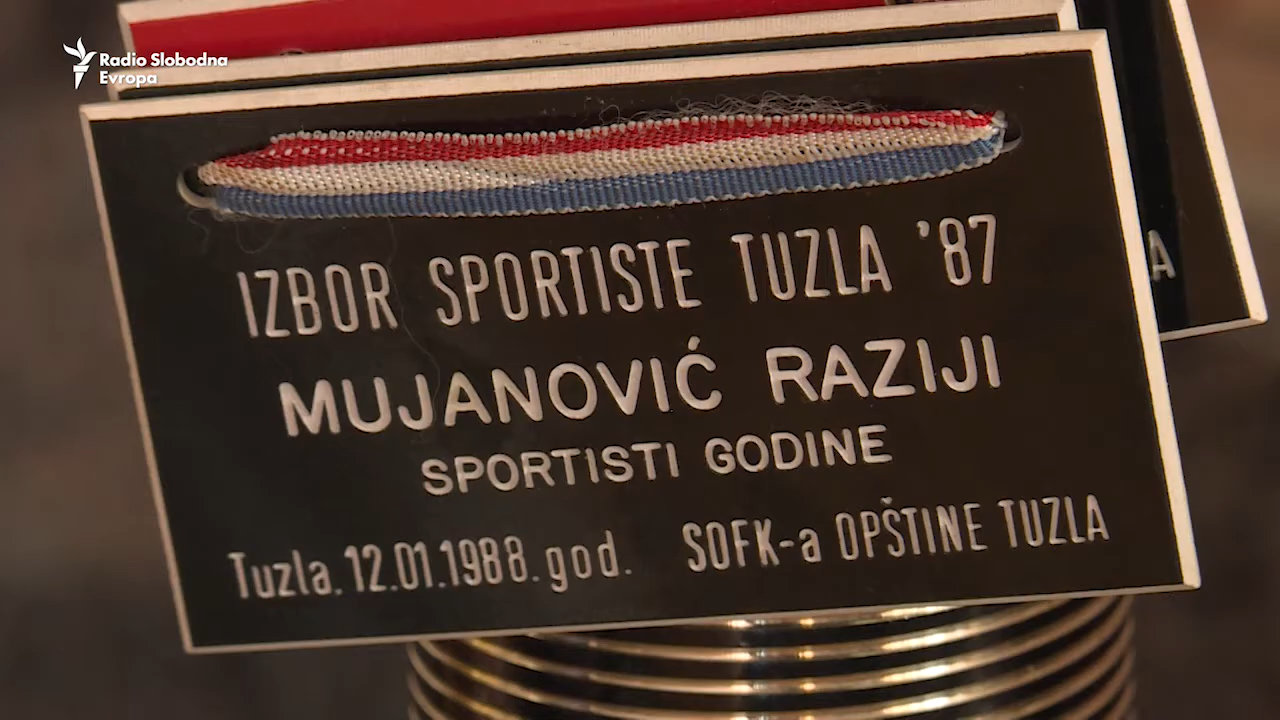 Radio Slobodna
Evropa
IZBOR SPORTISTE TUZLA '87
MUJANOVIĆ RAZIJI
SPORTISTI GODINE
Tuzla. 12.01.1988. god. SOFK-a OPŠTINE TUZLA